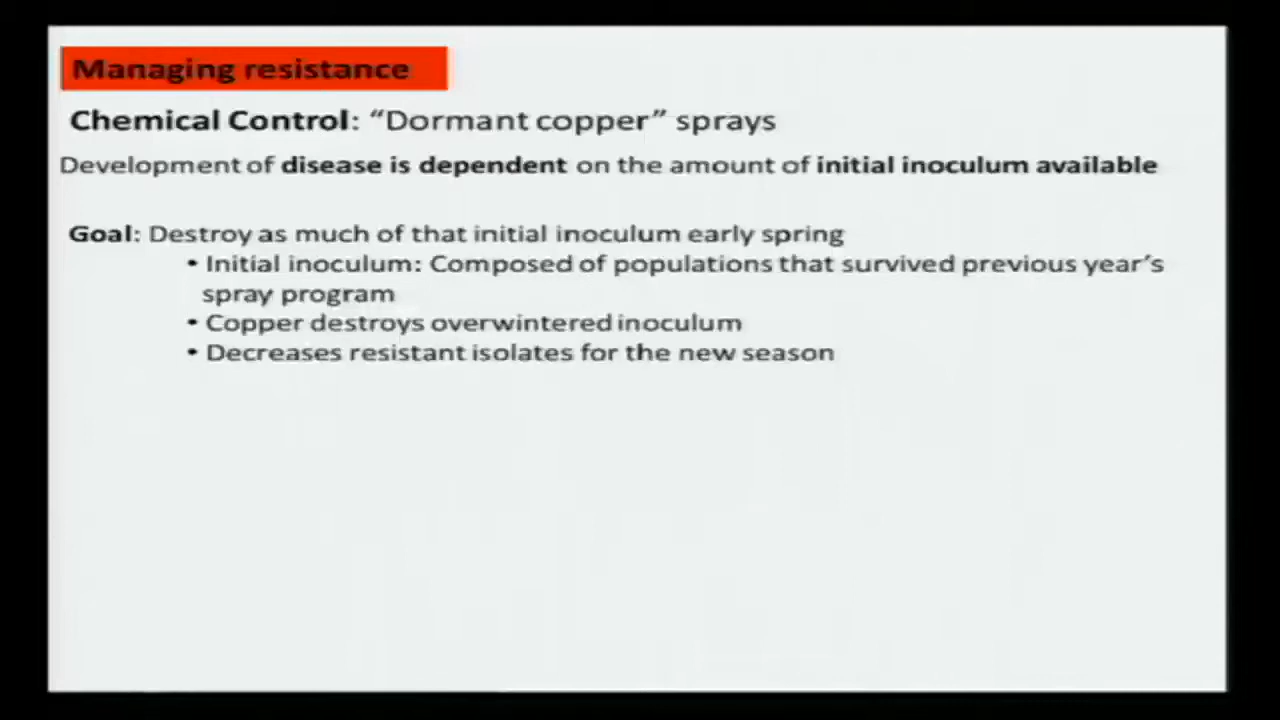 Managing resistance
Chemical Control: “Dormant copper” sprays
Development of disease is dependent on the amount of initial inoculum available
Goal: Destroy as much of that initial inoculum early spring
• Initial inoculum: Composed of populations that survived previous year’s
spray program
• Copper destroys overwintered inoculum
• Decreases resistant isolates for the new season